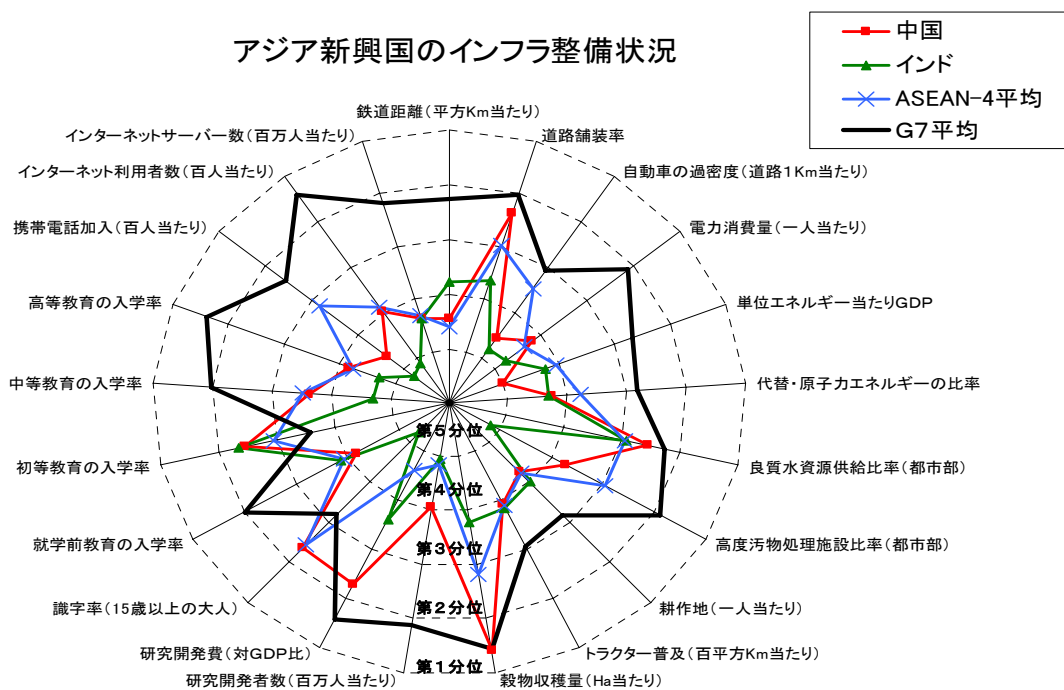 アジア新興国のインフラ整備状況
中国
インド
ASEAN-4平均
G7平均
鉄道距離(平方Km当たり)
道路舗装率
自動車の過密度(道路1Km当たり)
電力消費量(一人当たり)
単位エネルギー当たりGDP
代替・原子力エネルギーの比率
良質水資源供給比率(都市部)
高度汚物処理施設比率(都市部)
耕作地(一人当たり)
トラクター普及(百平方Km当たり)
穀物収穫量(Ha当たり)
研究開発者数(百万人当たり)
研究開発費(対GDP比)
識字率(15歳以上の大人)
就学前教育の入学率
初等教育の入学率
中等教育の入学率
高等教育の入学率
携帯電話加入(百人当たり)
インターネット利用者数(百人当たり)
インターネットサーバー数(百万人当たり)
第5分位
第4分位
第3分位
第2分位
第1分位